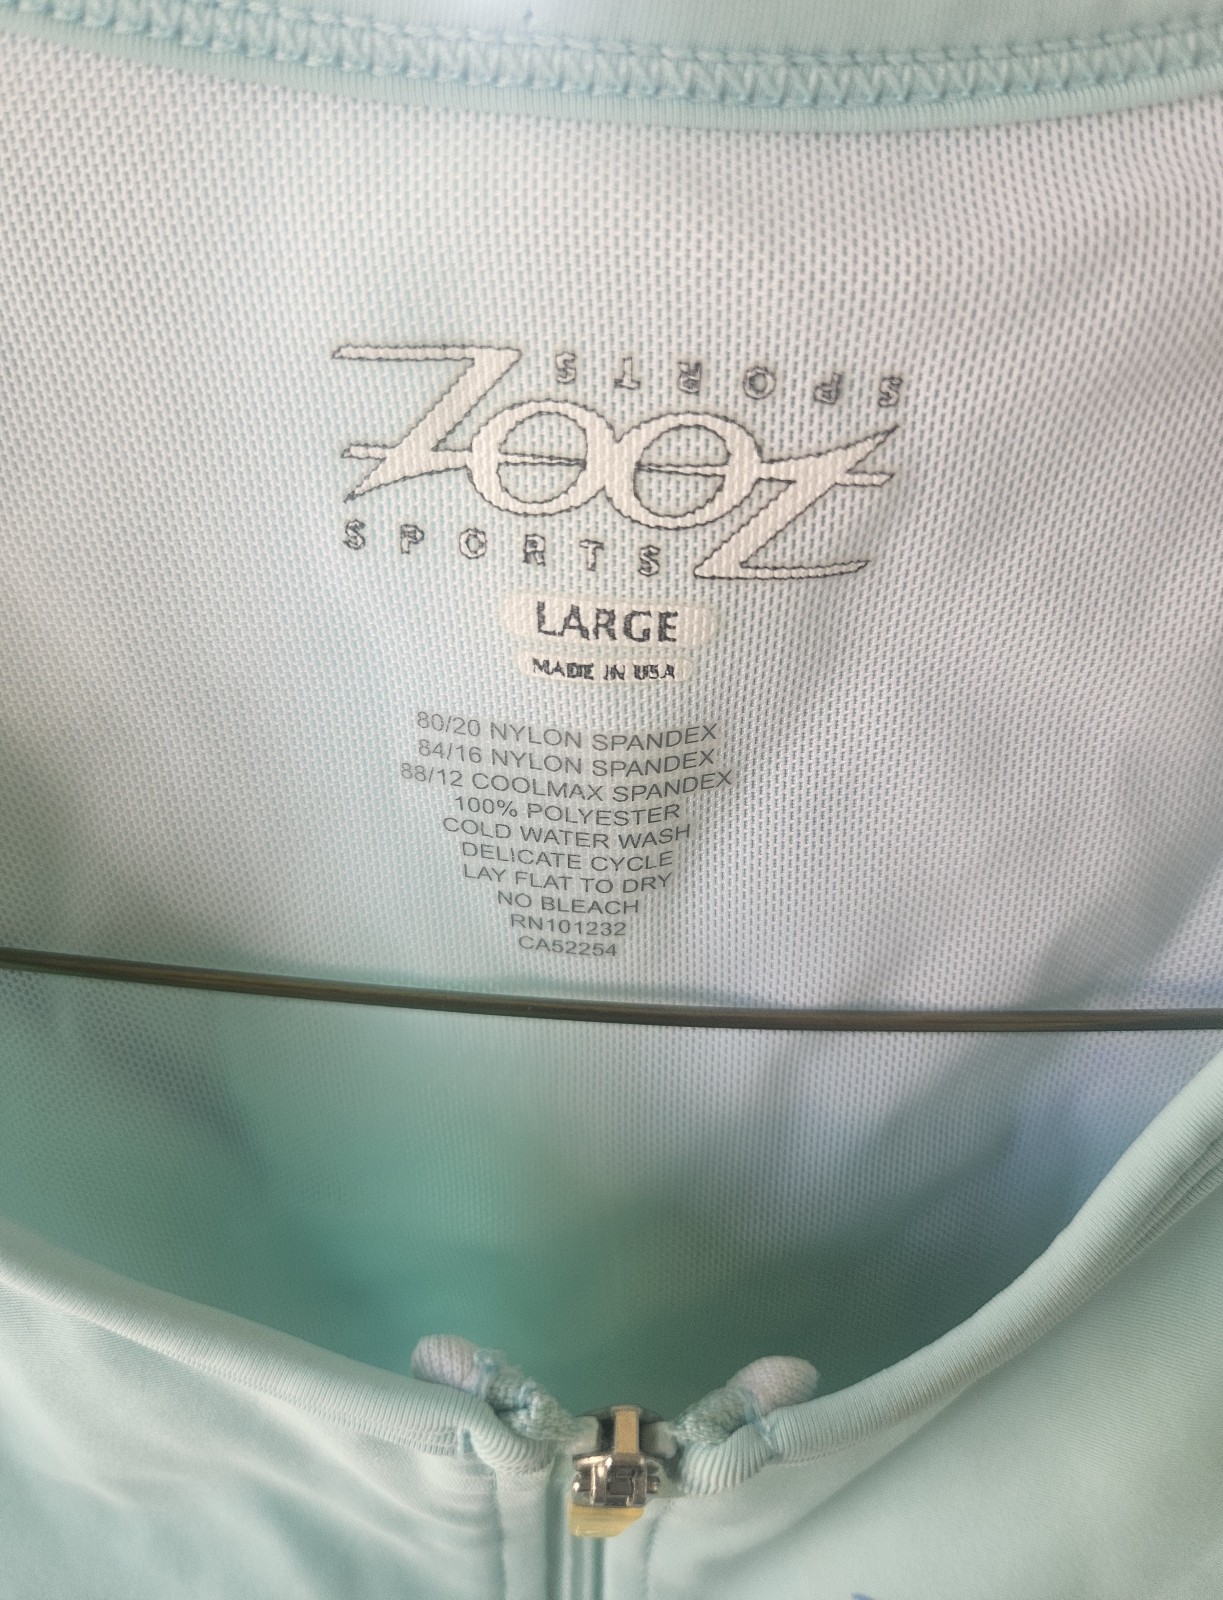 SPORTS
ZOOZ
SPORTS
LARGE
MADE IN USA
80/20 NYLON SPANDEX
84/16 NYLON SPANDEX
88/12 COOLMAX SPANDEX
100% POLYESTER
COLD WATER WASH
DELICATE CYCLE
LAY FLAT TO DRY
NO BLEACH
RN101232
CA52254